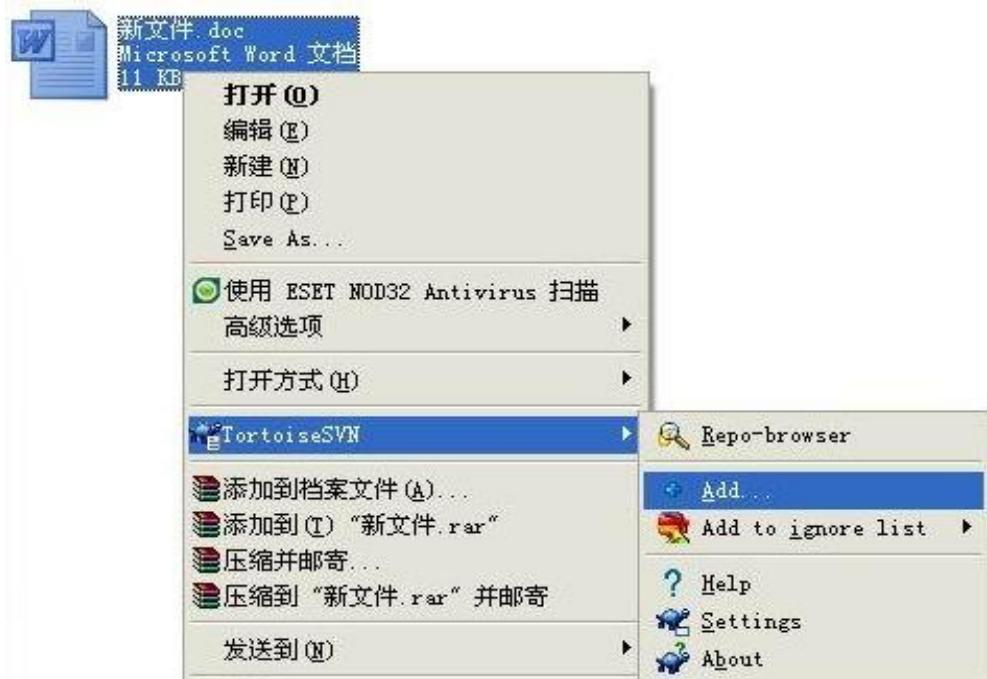 新文件.doc
Microsoft Word 文档
11 KB
打开(O)
编辑(E)
新建(N)
打印(P)
Save As...
使用 ESET NOD32 Antivirus 扫描
高级选项
打开方式(H)
TortoiseSVN
添加到档案文件(A)...
添加到(T) “新文件.rar”
压缩并邮寄...
压缩到 “新文件.rar” 并邮寄
发送到(N)
Repo-browser
Add...
Add to ignore list
Help
Settings
About